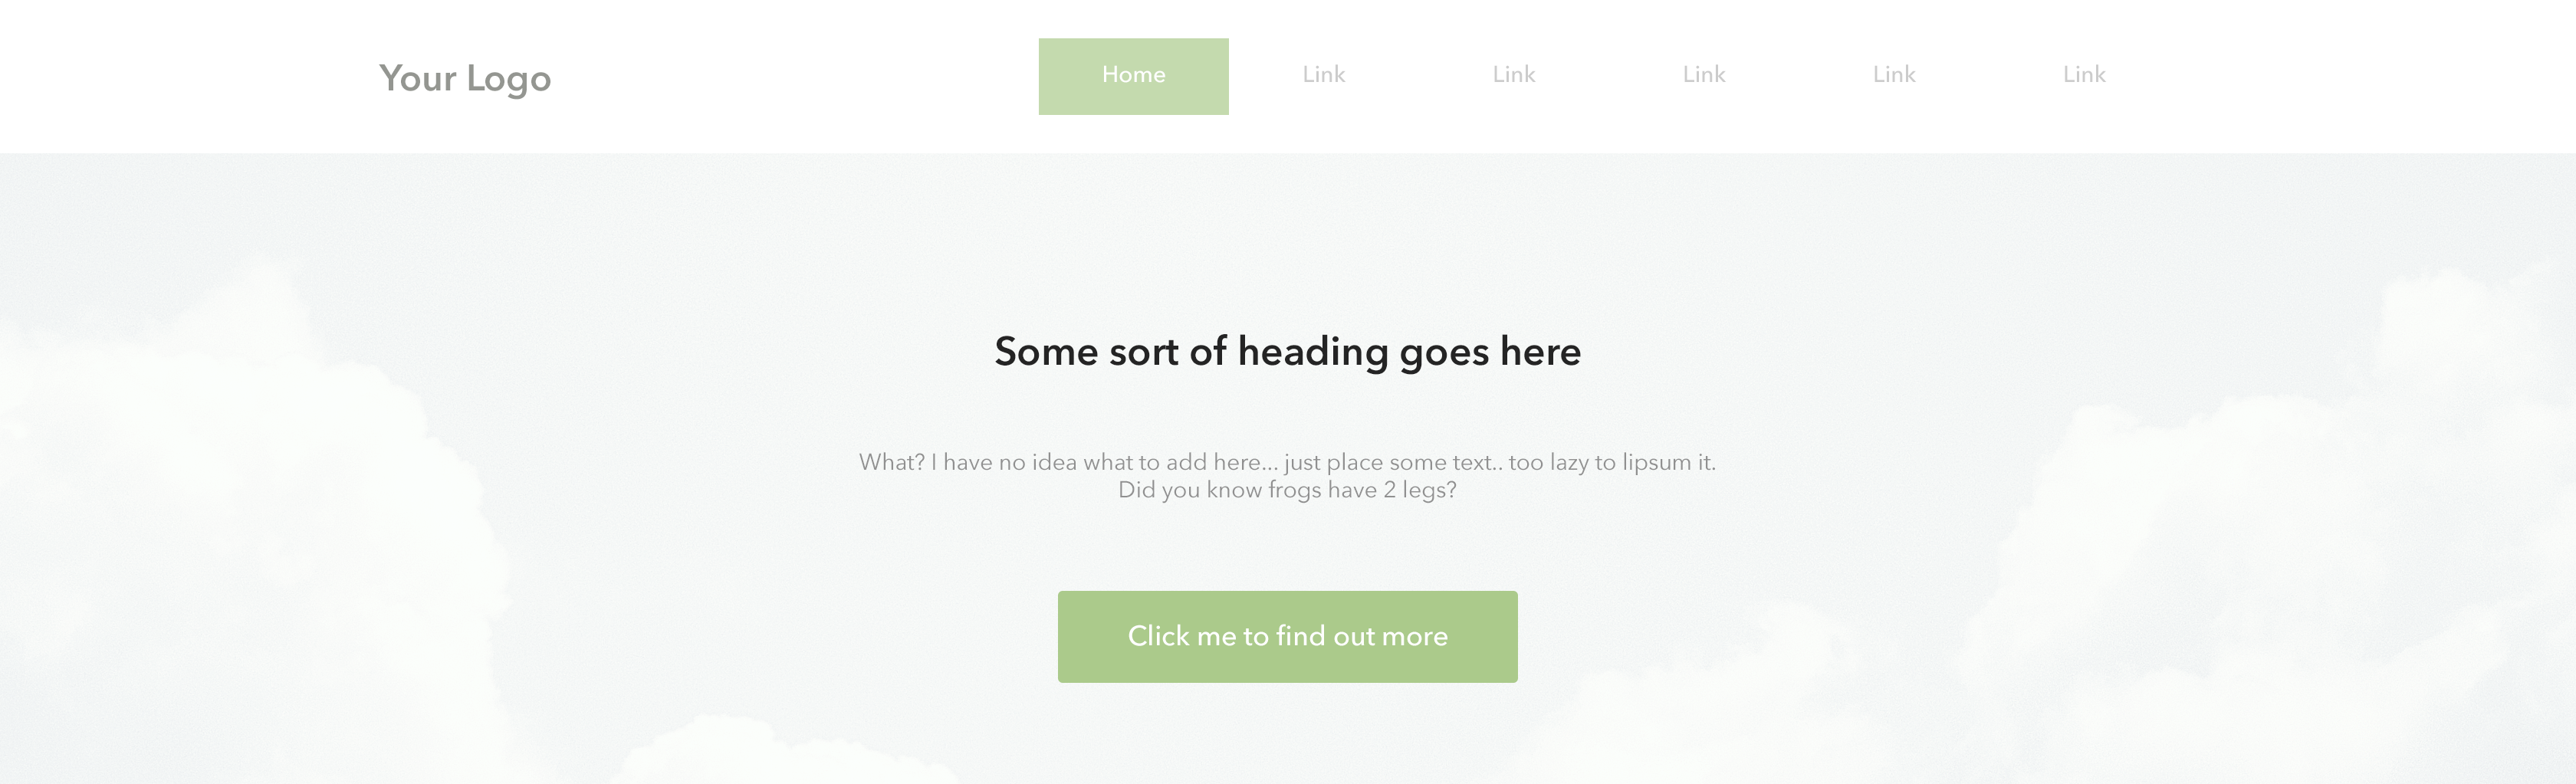 Your Logo
Home Link Link Link Link Link
Some sort of heading goes here
What? I have no idea what to add here... just place some text.. too lazy to lipsum it.
Did you know frogs have 2 legs?
Click me to find out more